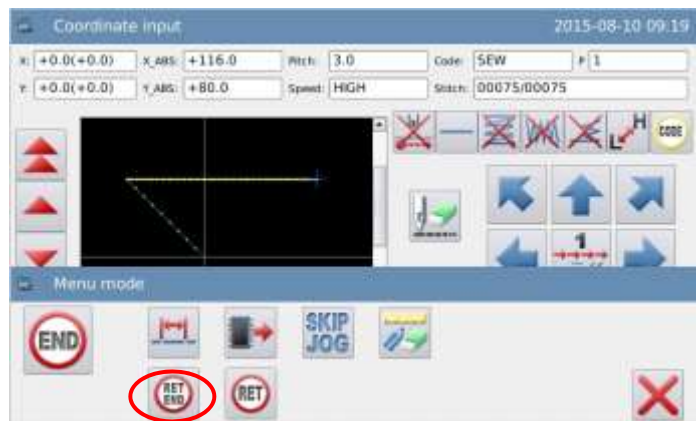 Coordinate input 2015-08-10 09:19
X: +0.0(+0.0) X_ABS: +116.0 Pitch: 3.0 Code: SEW P 1
Y: +0.0(+0.0) Y_ABS: +80.0 Speed: HIGH Stitch: 00075/00075
L H CODE
1
Menu mode
END SKIP JOG
RET END RET